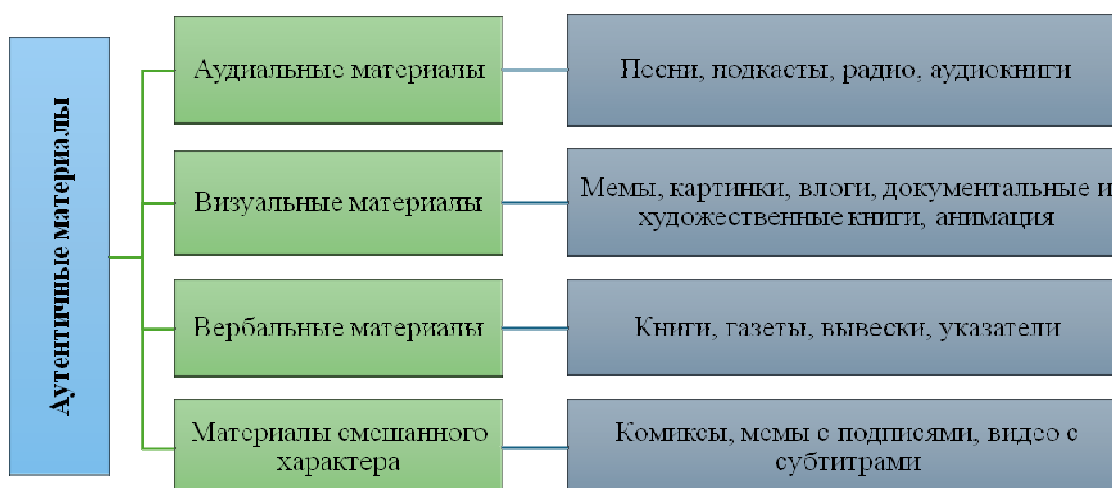 Аутентичные материалы
Аудиальные материалы
Песни, подкасты, радио, аудиокниги
Визуальные материалы
Мемы, картинки, влоги, документальные и
художественные книги, анимация
Вербальные материалы
Книги, газеты, вывески, указатели
Материалы смешанного
характера
Комиксы, мемы с подписями, видео с
субтитрами